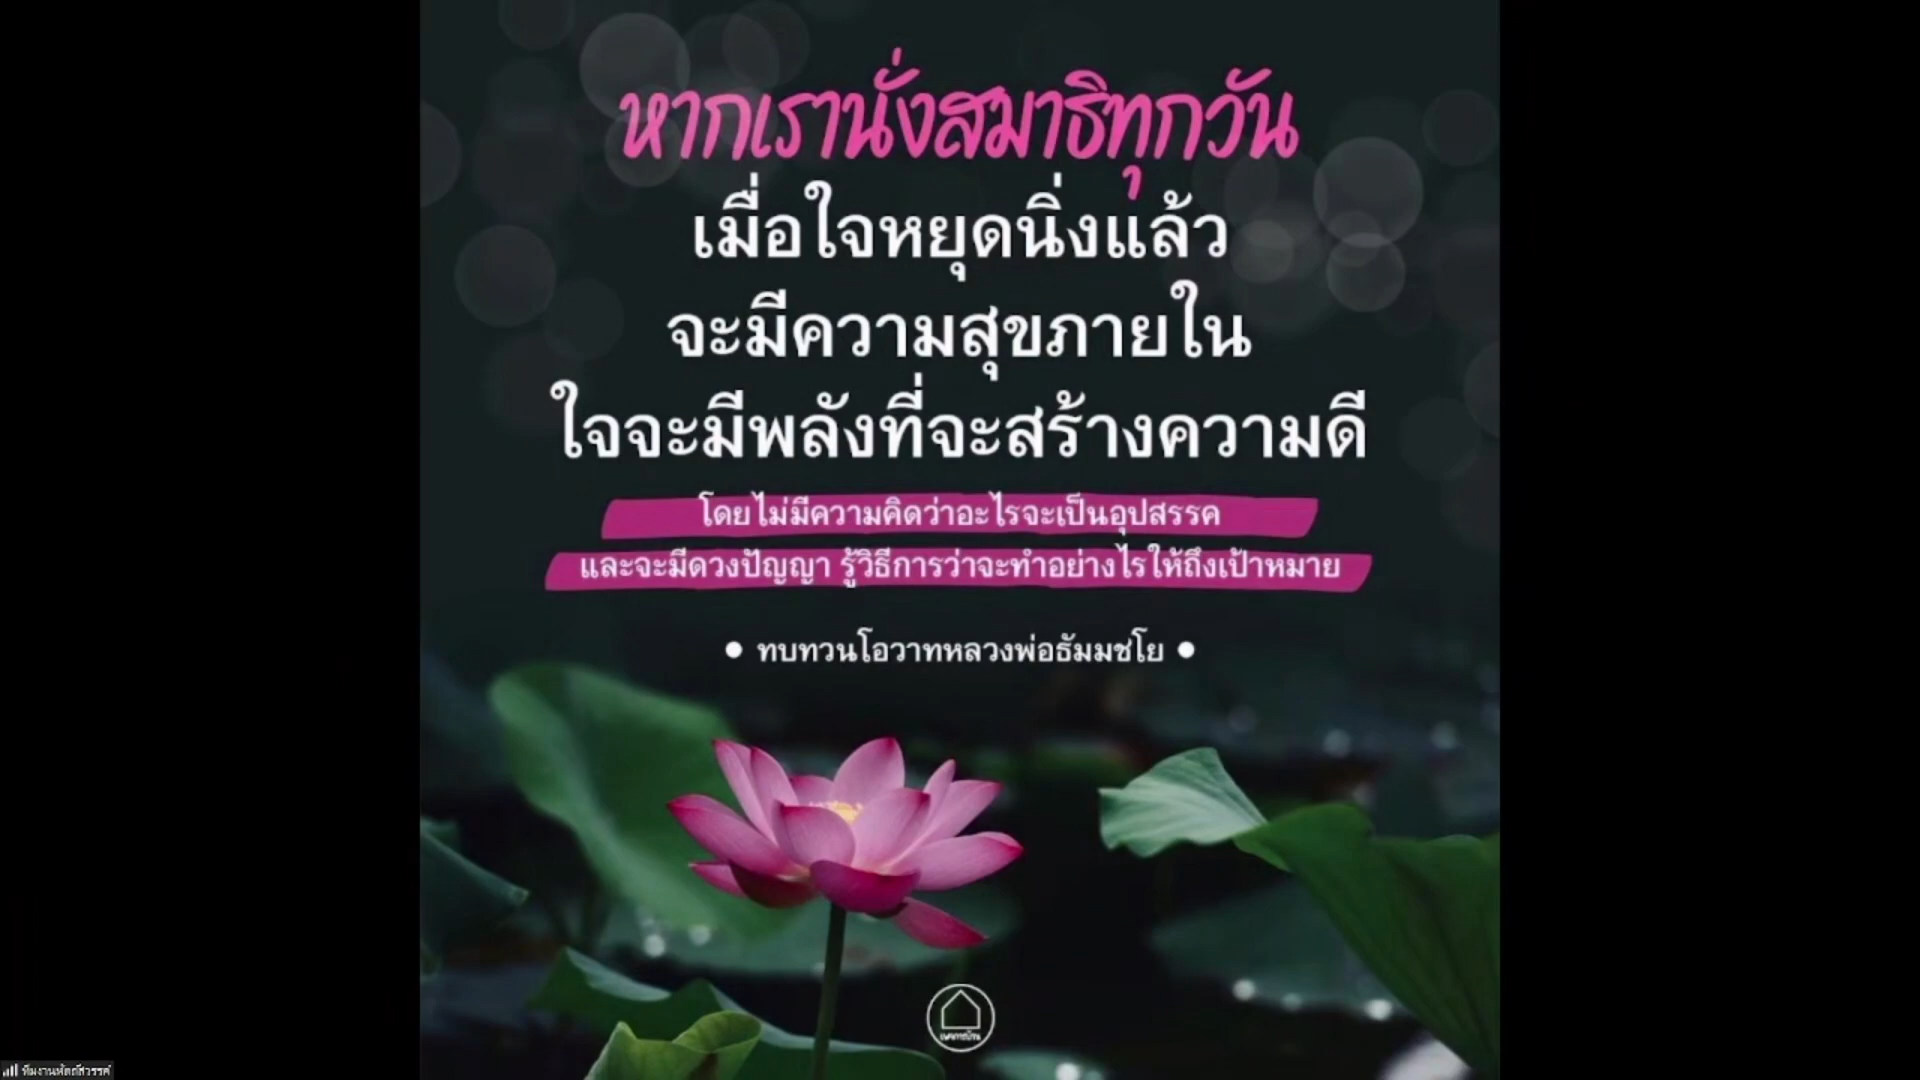 หากเรานั่งสมาธิทุกวัน
เมื่อใจหยุดนิ่งแล้ว
จะมีความสุขภายใน
ใจจะมีพลังที่จะสร้างความดี
โดยไม่มีความคิดว่าอะไรจะเป็นอุปสรรค
และจะมีดวงปัญญา รู้วิธีการว่าจะทำอย่างไรให้ถึงเป้าหมาย
• ทบทวนโอวาทหลวงพ่อธัมมชโย •